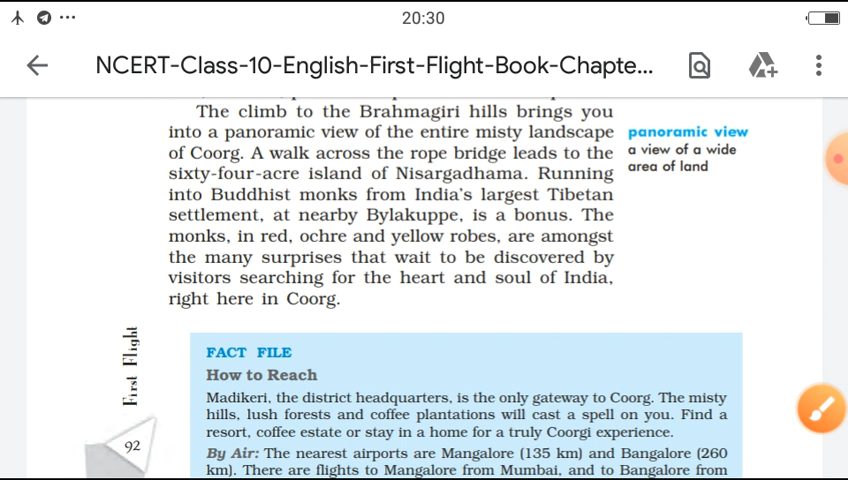 20:30
NCERT-Class-10-English-First-Flight-Book-Chapte...
The climb to the Brahmagiri hills brings you
into a panoramic view of the entire misty landscape
of Coorg. A walk across the rope bridge leads to the
sixty-four-acre island of Nisargadhama. Running
into Buddhist monks from India's largest Tibetan
settlement, at nearby Bylakuppe, is a bonus. The
monks, in red, ochre and yellow robes, are amongst
the many surprises that wait to be discovered by
visitors searching for the heart and soul of India,
right here in Coorg.
panoramic view
a view of a wide
area of land
First Flight
92
FACT FILE
How to Reach
Madikeri, the district headquarters, is the only gateway to Coorg. The misty
hills, lush forests and coffee plantations will cast a spell on you. Find a
resort, coffee estate or stay in a home for a truly Coorgi experience.
By Air: The nearest airports are Mangalore (135 km) and Bangalore (260
km). There are flights to Mangalore from Mumbai, and to Bangalore from